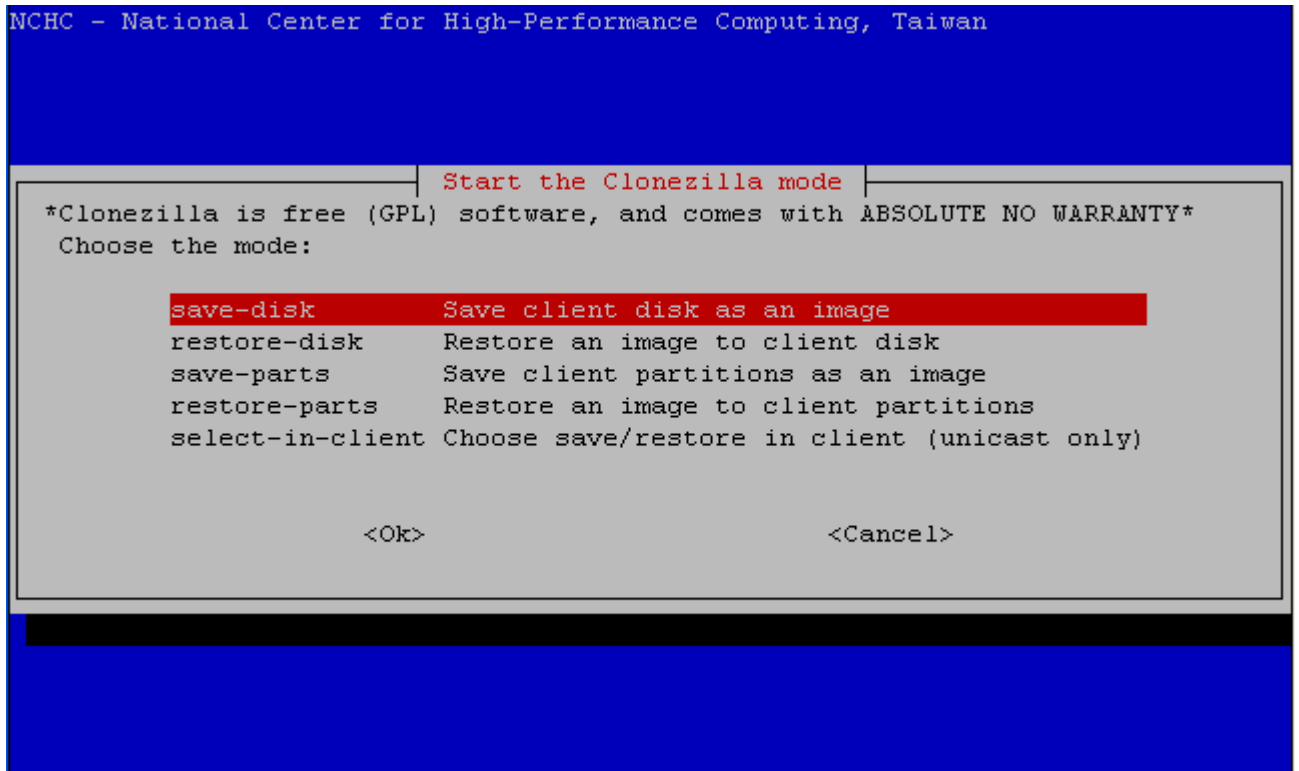 NCHC - National Center for High-Performance Computing, Taiwan
Start the Clonezilla mode
*Clonezilla is free (GPL) software, and comes with ABSOLUTE NO WARRANTY*
Choose the mode:
save-disk Save client disk as an image
restore-disk Restore an image to client disk
save-parts Save client partitions as an image
restore-parts Restore an image to client partitions
select-in-client Choose save/restore in client (unicast only)
<Ok> <Cancel>